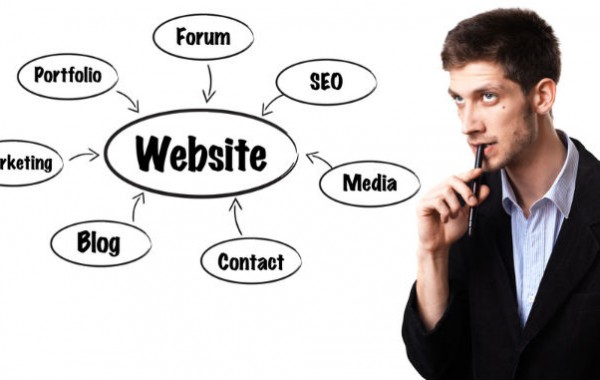 Forum
Portfolio
SEO
Website
rketing
Media
Blog
Contact